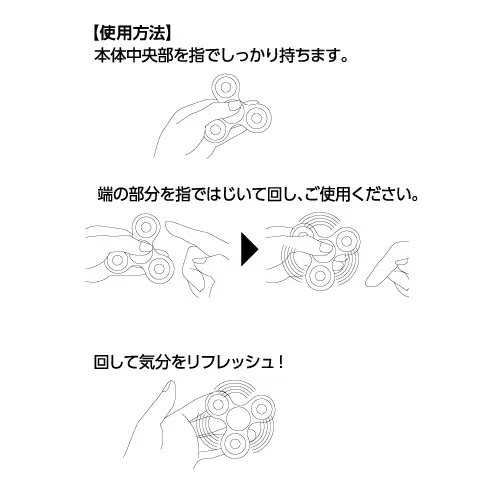 【使用方法】
本体中央部を指でしっかり持ちます。
端の部分を指ではじいて回し、ご使用ください。
回して気分をリフレッシュ！